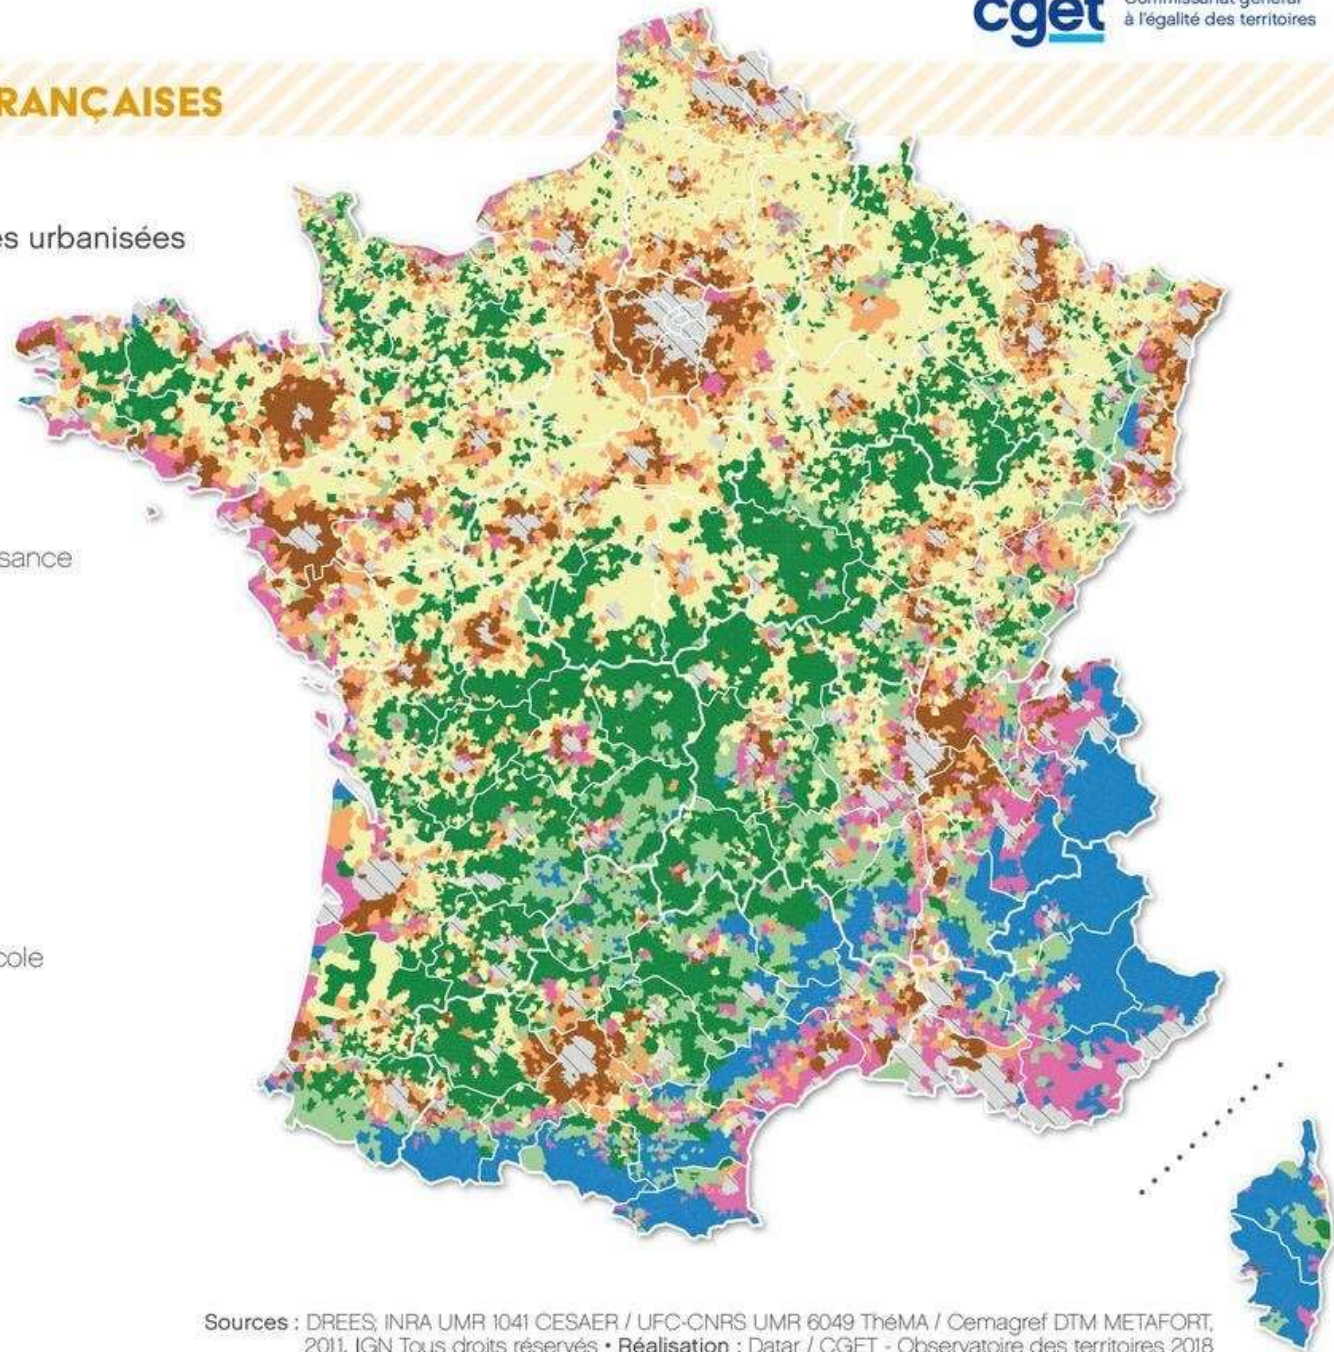 cget
à l'égalité des territoires
RANÇAISES
es urbanisées
sance
cole
Sources : DREES; INRA UMR 1041 CESAER / UFC-CNRS UMR 6049 ThéMA / Cemagref DTM METAFORT,
2011. IGN Tous droits réservés • Réalisation : Datar / CGET - Observatoire des territoires 2018